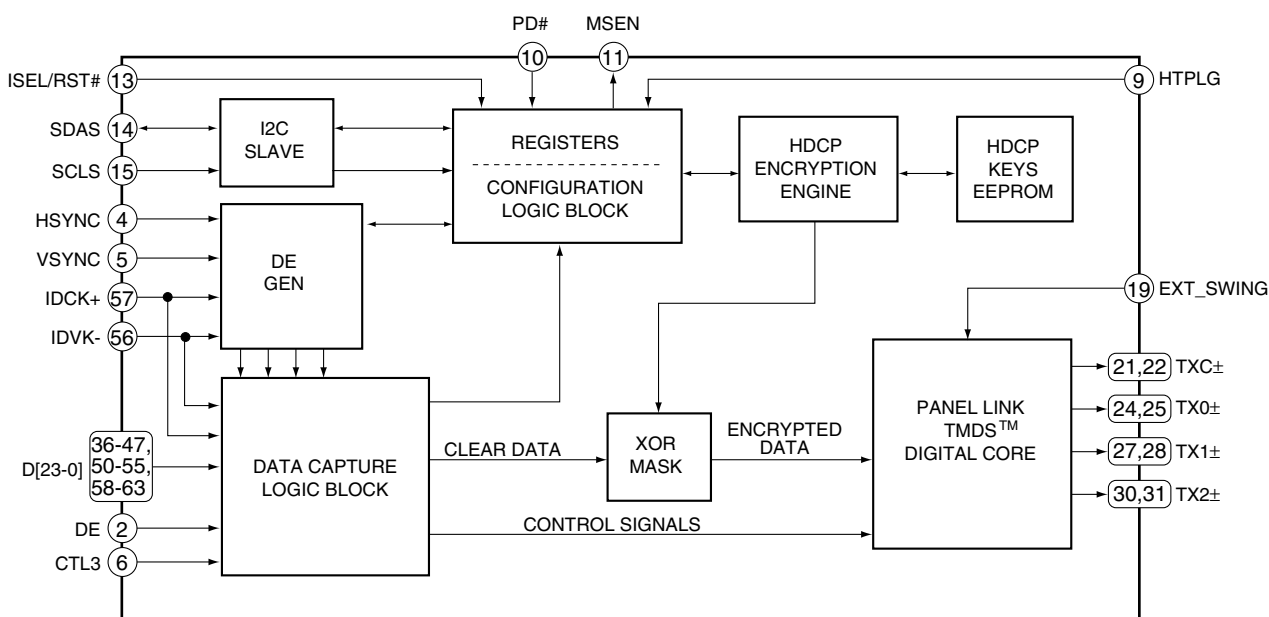 PD#
MSEN
10
11
ISEL/RST#
13
9
HTPLG
SDAS
14
I2C
SLAVE
SCLS
15
REGISTERS
CONFIGURATION
LOGIC BLOCK
HDCP
ENCRYPTION
ENGINE
HDCP
KEYS
EEPROM
HSYNC
4
VSYNC
5
DE
GEN
IDCK+
57
IDVK-
56
19
EXT_SWING
D[23-0]
36-47,
50-55,
58-63
DATA CAPTURE
LOGIC BLOCK
CLEAR DATA
XOR
MASK
ENCRYPTED
DATA
PANEL LINK
TMDS™
DIGITAL CORE
21,22
TXC±
24,25
TX0±
27,28
TX1±
30,31
TX2±
DE
2
CONTROL SIGNALS
CTL3
6